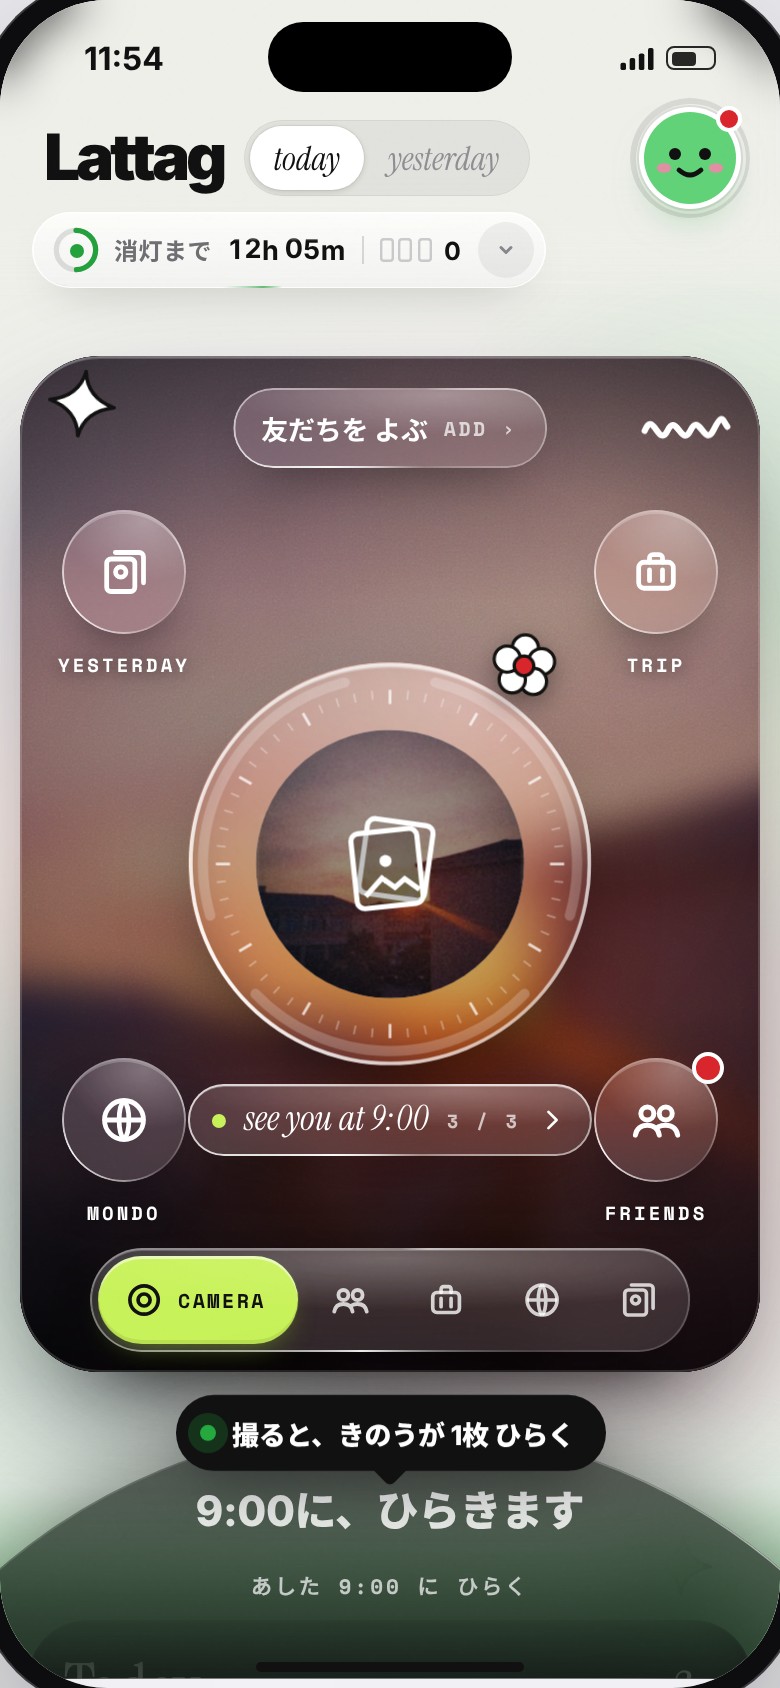 11:54
Lattag today yesterday
消灯まで 12h 05m 0
友だちを よぶ ADD ›
YESTERDAY
TRIP
see you at 9:00 3 / 3
MONDO
FRIENDS
CAMERA
撮ると、きのうが 1枚 ひらく
9:00に、ひらきます
あした 9:00 に ひらく